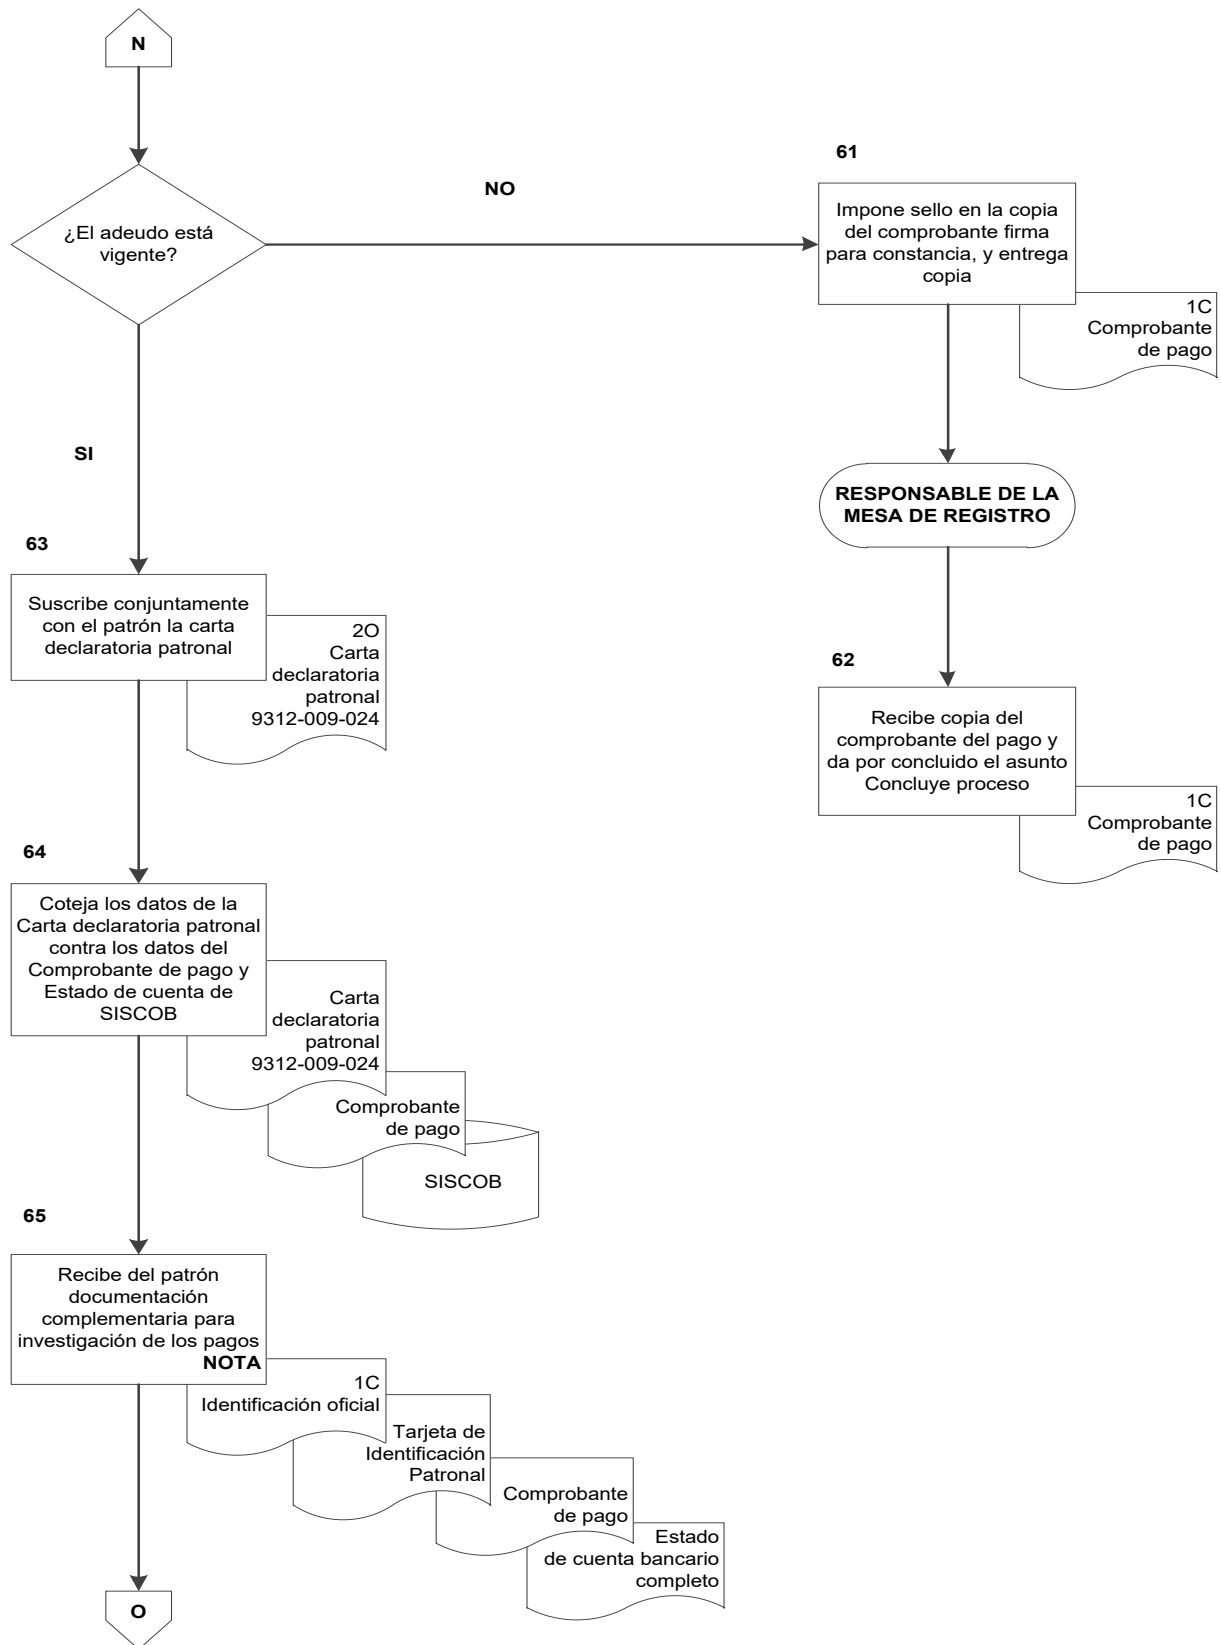 N
¿El adeudo está
vigente?
NO
61
Impone sello en la copia
del comprobante firma
para constancia, y entrega
copia
1C
Comprobante
de pago
RESPONSABLE DE LA
MESA DE REGISTRO
62
Recibe copia del
comprobante del pago y
da por concluido el asunto
Concluye proceso
1C
Comprobante
de pago
SI
63
Suscribe conjuntamente
con el patrón la carta
declaratoria patronal
2O
Carta
declaratoria
patronal
9312-009-024
64
Coteja los datos de la
Carta declaratoria patronal
contra los datos del
Comprobante de pago y
Estado de cuenta de
SISCOB
Carta
declaratoria
patronal
9312-009-024
Comprobante
de pago
SISCOB
65
Recibe del patrón
documentación
complementaria para
investigación de los pagos
NOTA
1C
Identificación oficial
Tarjeta de
Identificación
Patronal
Comprobante
de pago
Estado
de cuenta bancario
completo
O